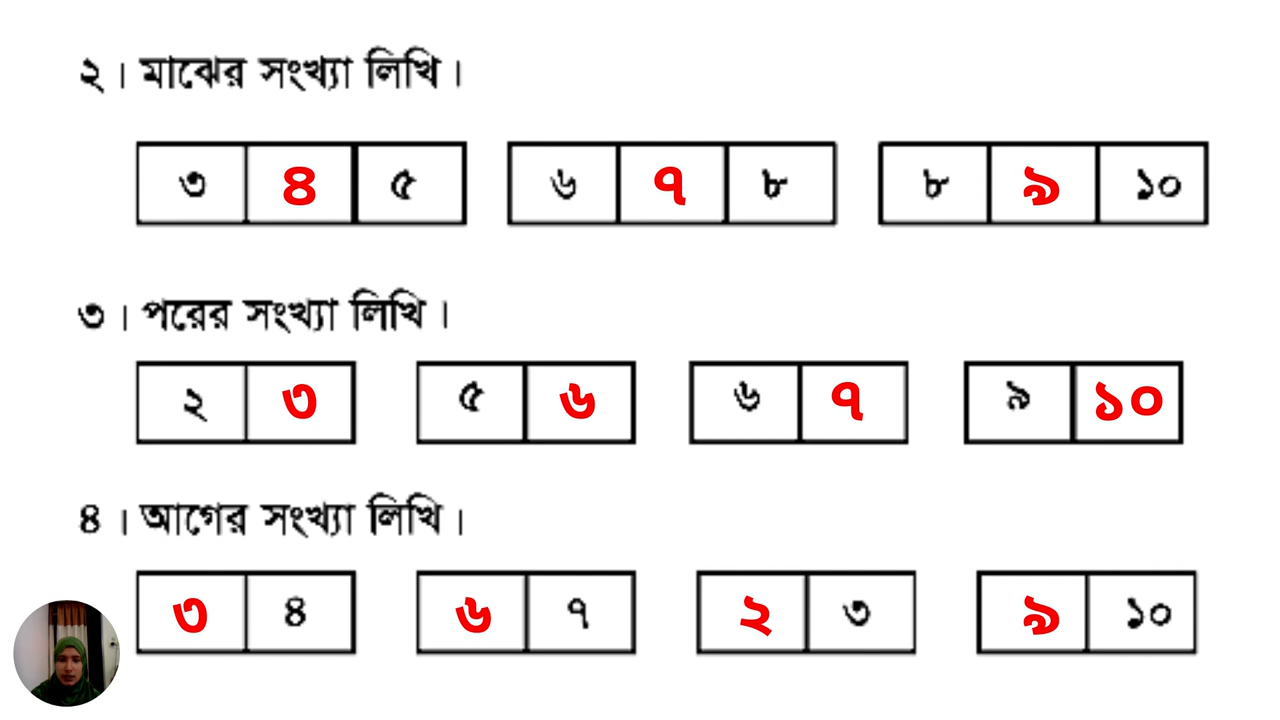 ২। মাঝের সংখ্যা লিখি।
৩ ৪ ৫ ৬ ৭ ৮ ৮ ৯ ১০
৩। পরের সংখ্যা লিখি।
২ ৩ ৫ ৬ ৬ ৭ ৯ ১০
৪। আগের সংখ্যা লিখি।
৩ ৪ ৬ ৭ ২ ৩ ৯ ১০